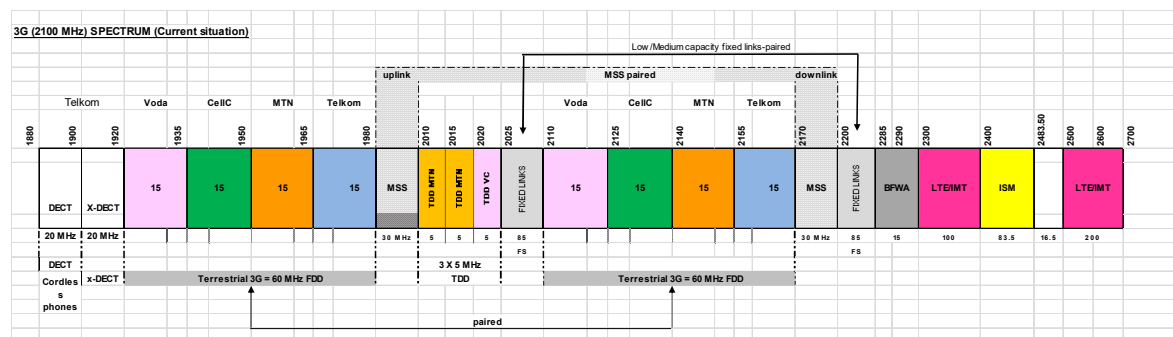 3G (2100 MHz) SPECTRUM (Current situation)
Low/Medium capacity fixed links-paired
uplink MSS paired downlink
Telkom Voda CellC MTN Telkom Voda CellC MTN Telkom
1880 1900 1920 1935 1950 1965 1980 2010 2015 2020 2025 2110 2125 2140 2155 2170 2200 2285 2290 2300 2400 2483.50 2500 2600 2700
DECT X-DECT 15 15 15 15 MSS TDD MTN TDD MTN TDD VC FIXED LINKS 15 15 15 15 MSS FIXED LINKS BFWA LTE/IMT ISM LTE/IMT
20 MHz 20 MHz 30 MHz 5 5 5 85 30 MHz 85 15 100 83.5 16.5 200
FS FS
DECT 3 X 5 MHz
Cordles x-DECT Terrestrial 3G = 60 MHz FDD TDD Terrestrial 3G = 60 MHz FDD
s
phones
paired